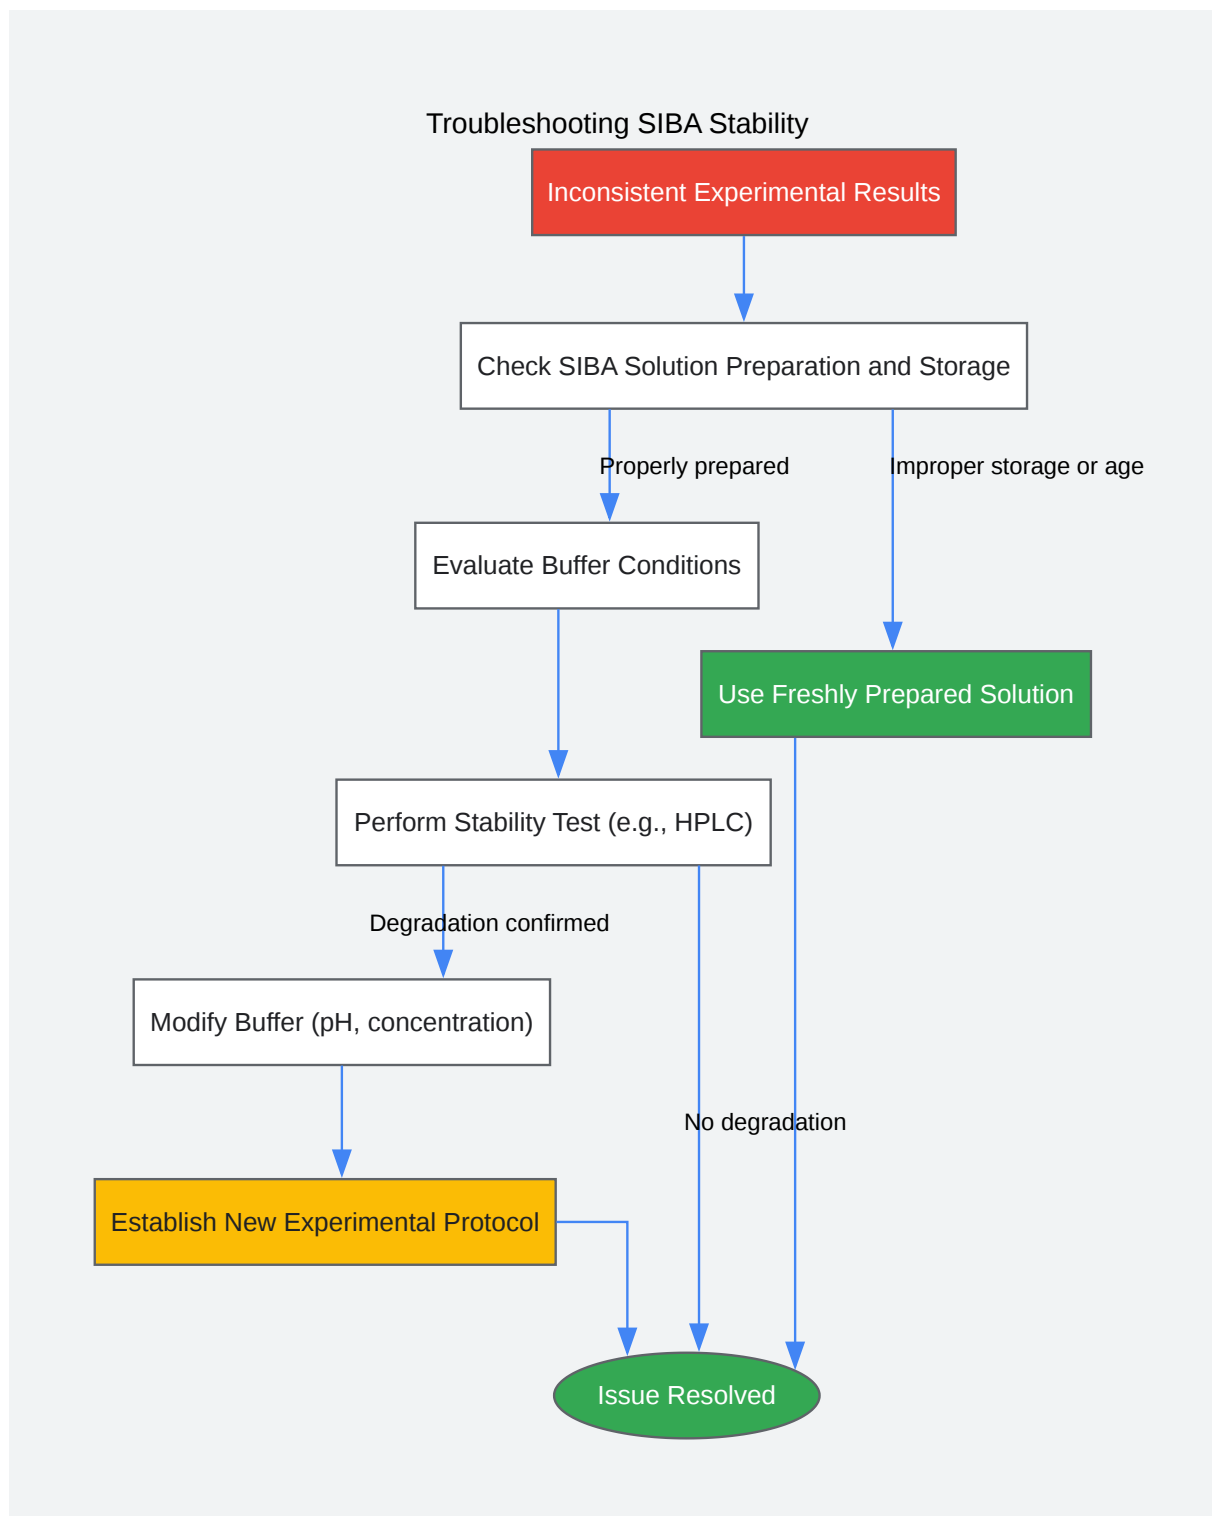 Troubleshooting SIBA Stability
Inconsistent Experimental Results
Check SIBA Solution Preparation and Storage
Properly prepared
Improper storage or age
Evaluate Buffer Conditions
Use Freshly Prepared Solution
Perform Stability Test (e.g., HPLC)
Degradation confirmed
Modify Buffer (pH, concentration)
No degradation
Establish New Experimental Protocol
Issue Resolved